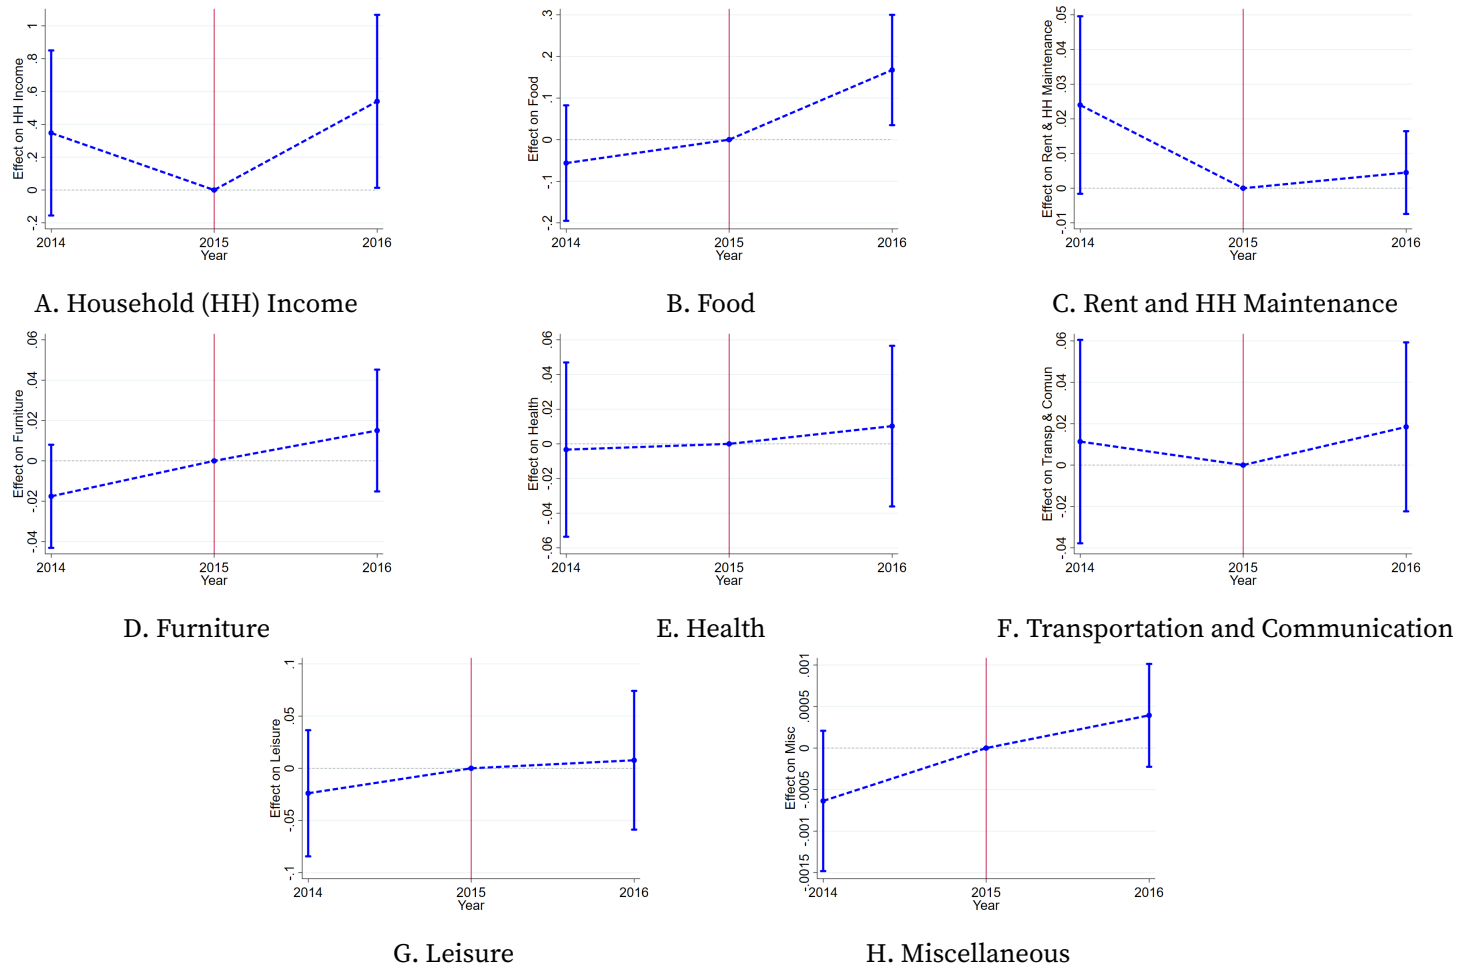 Effect on HH Income
1
.8
.6
.4
.2
0
-.2
2014 2015 2016
Year
A. Household (HH) Income
Effect on Food
.3
.2
.1
0
-.1
-.2
2014 2015 2016
Year
B. Food
Effect on Rent & HH Maintenance
.05
.04
.03
.02
.01
0
-.01
2014 2015 2016
Year
C. Rent and HH Maintenance
Effect on Furniture
.06
.04
.02
0
-.02
-.04
2014 2015 2016
Year
D. Furniture
Effect on Health
.06
.04
.02
0
-.02
-.04
-.06
2014 2015 2016
Year
E. Health
Effect on Transp & Comun
.06
.04
.02
0
-.02
-.04
2014 2015 2016
Year
F. Transportation and Communication
Effect on Leisure
.1
.05
0
-.05
-.1
2014 2015 2016
Year
G. Leisure
Effect on Misc
.001
.0005
0
-.0005
-.001
-.0015
2014 2015 2016
Year
H. Miscellaneous